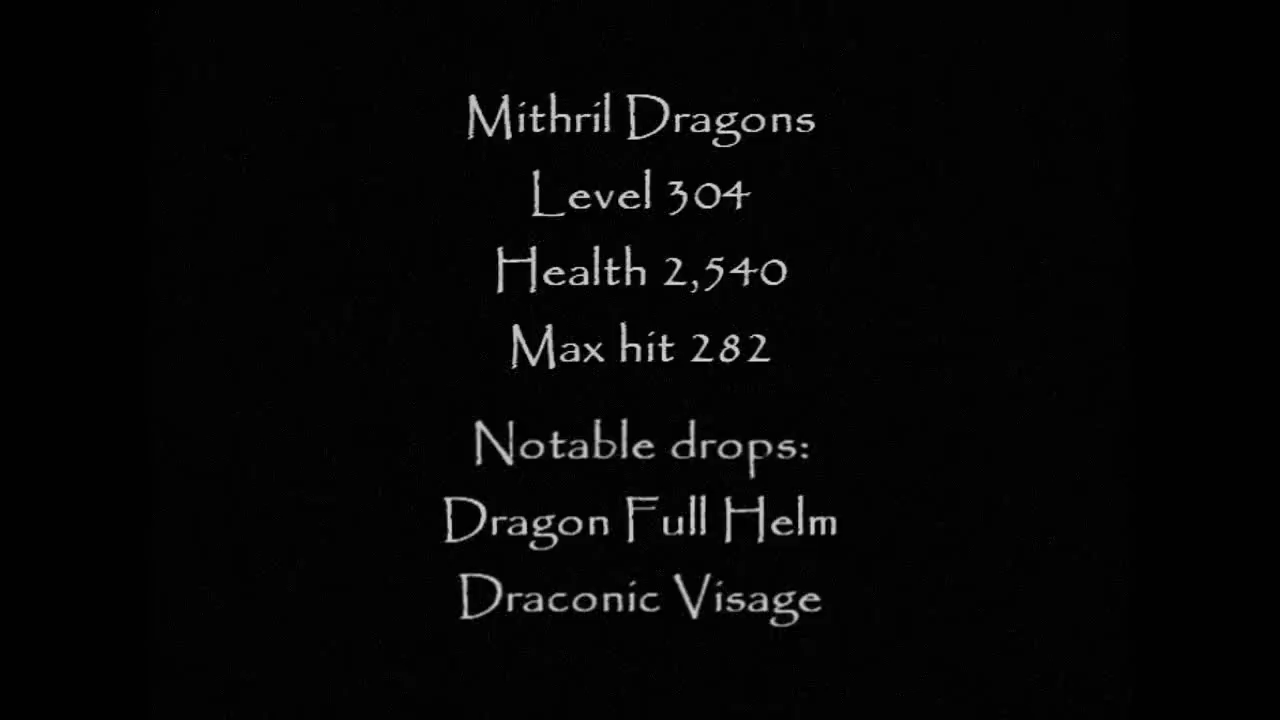 Mithril Dragons
Level 304
Health 2,540
Max hit 282
Notable drops:
Dragon Full Helm
Draconic Visage